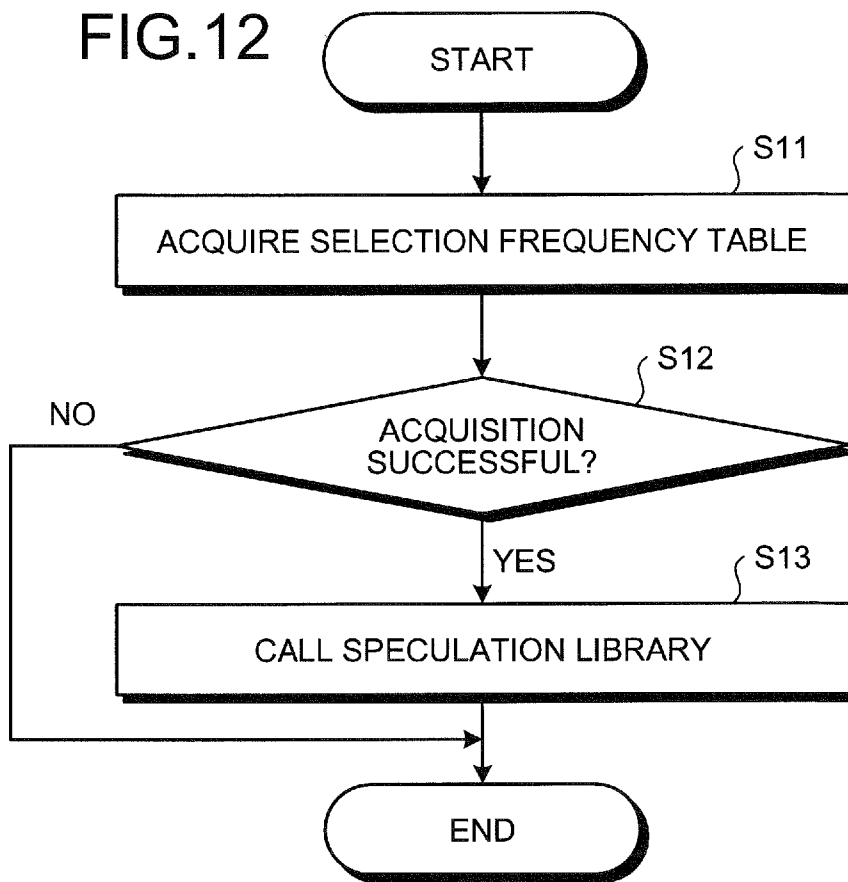 FIG.12
START
S11
ACQUIRE SELECTION FREQUENCY TABLE
S12
NO
ACQUISITION
SUCCESSFUL?
YES
S13
CALL SPECULATION LIBRARY
END